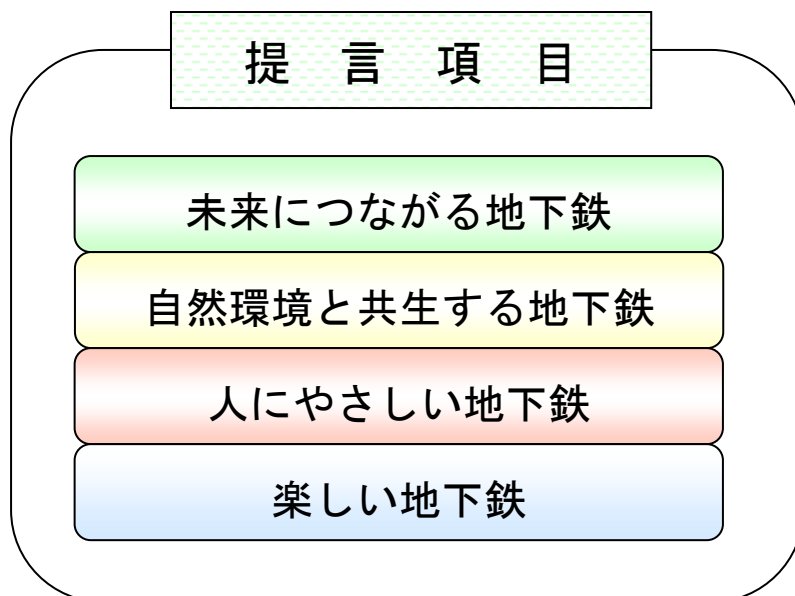 提　言　項　目
未来につながる地下鉄
自然環境と共生する地下鉄
人にやさしい地下鉄
楽しい地下鉄